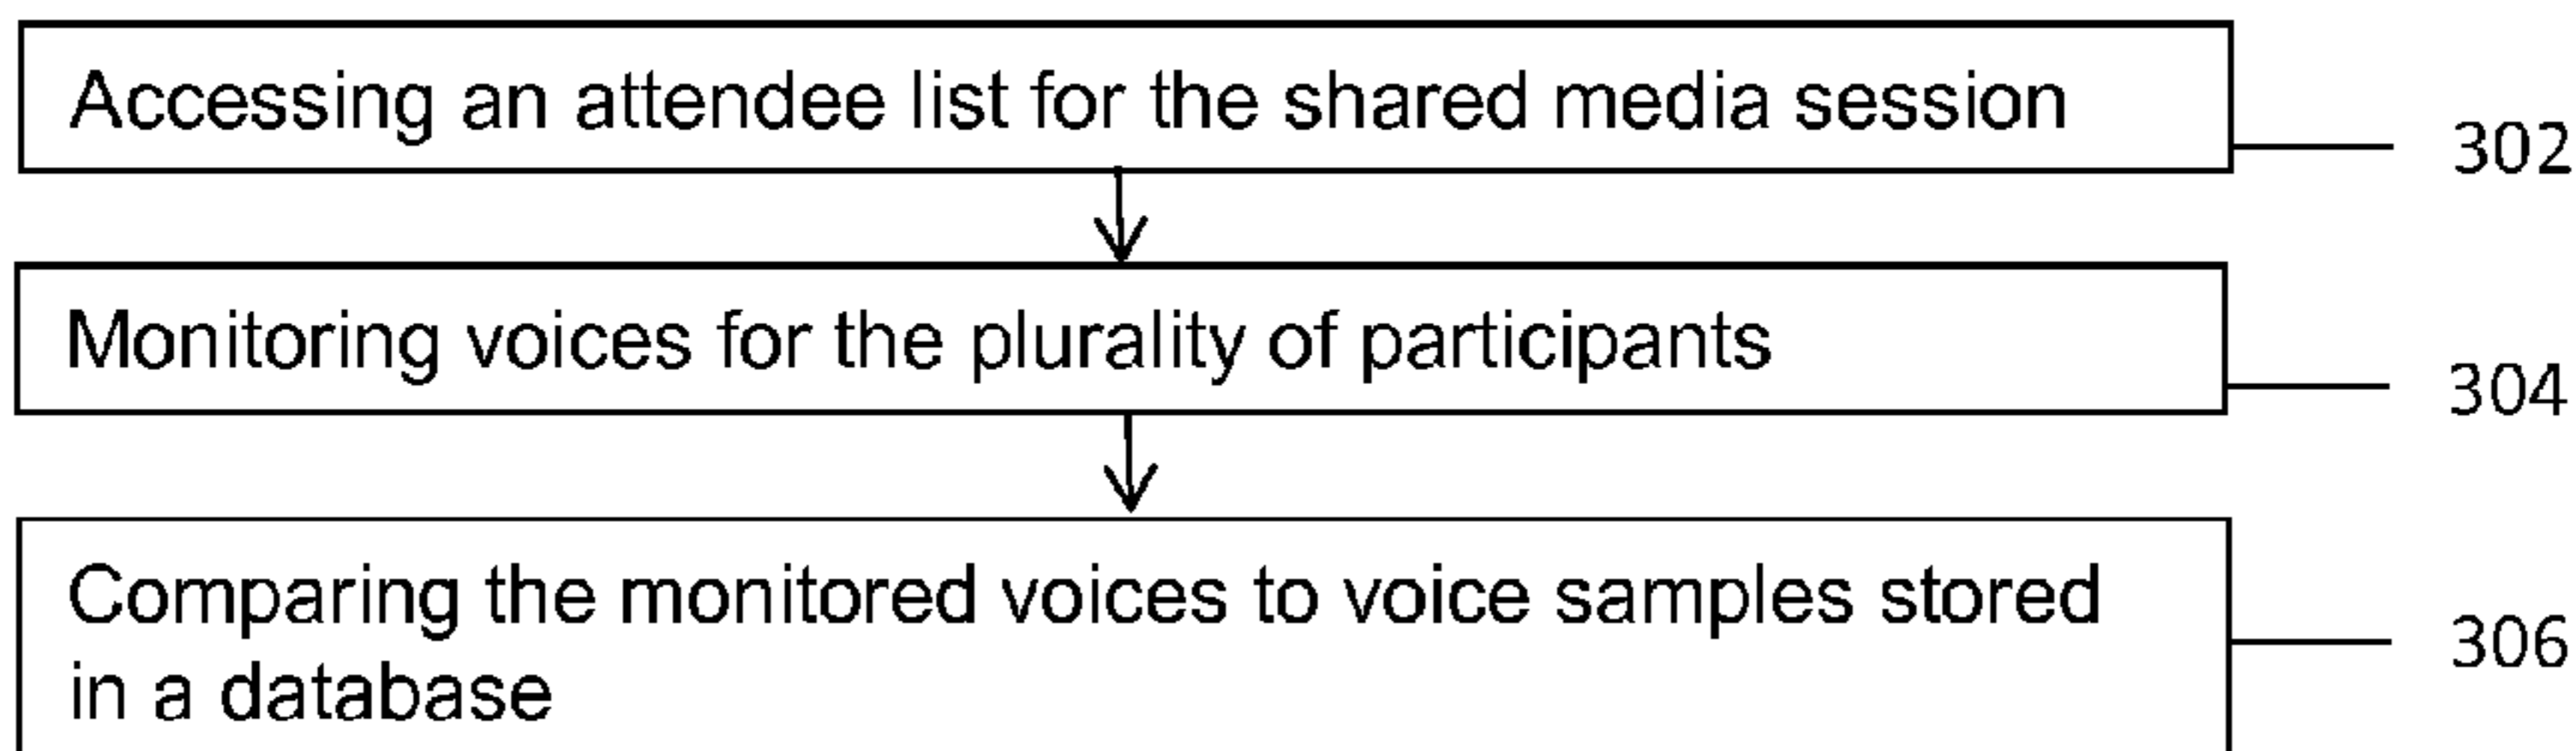 Accessing an attendee list for the shared media session
302
Monitoring voices for the plurality of participants
304
Comparing the monitored voices to voice samples stored
in a database
306